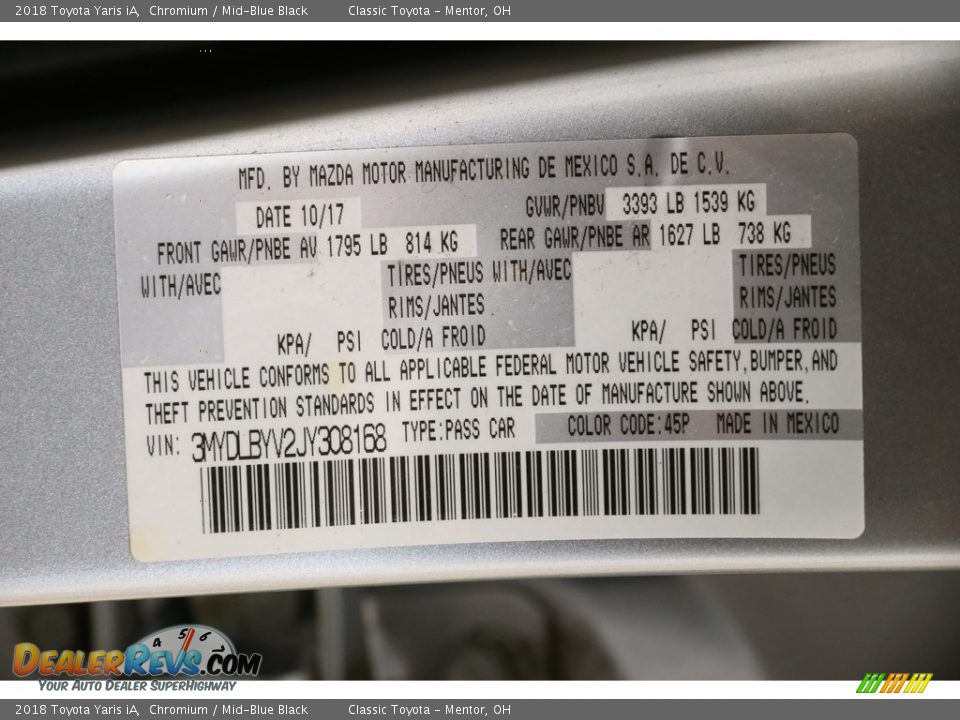 2018 Toyota Yaris iA, Chromium / Mid-Blue Black Classic Toyota - Mentor, OH
MFD. BY MAZDA MOTOR MANUFACTURING DE MEXICO S.A. DE C.V.
DATE 10/17 GVWR/PNBV 3393 LB 1539 KG
FRONT GAWR/PNBE AV 1795 LB 814 KG REAR GAWR/PNBE AR 1627 LB 738 KG
WITH/AVEC TIRES/PNEUS WITH/AVEC TIRES/PNEUS
RIMS/JANTES RIMS/JANTES
KPA/ PSI COLD/A FROID KPA/ PSI COLD/A FROID
THIS VEHICLE CONFORMS TO ALL APPLICABLE FEDERAL MOTOR VEHICLE SAFETY, BUMPER, AND
THEFT PREVENTION STANDARDS IN EFFECT ON THE DATE OF MANUFACTURE SHOWN ABOVE.
VIN: 3MYDLBYV2JY308168 TYPE:PASS CAR COLOR CODE:45P MADE IN MEXICO
4 5 6
DEALERREVS.COM
YOUR AUTO DEALER SUPERHIGHWAY
2018 Toyota Yaris iA, Chromium / Mid-Blue Black Classic Toyota - Mentor, OH